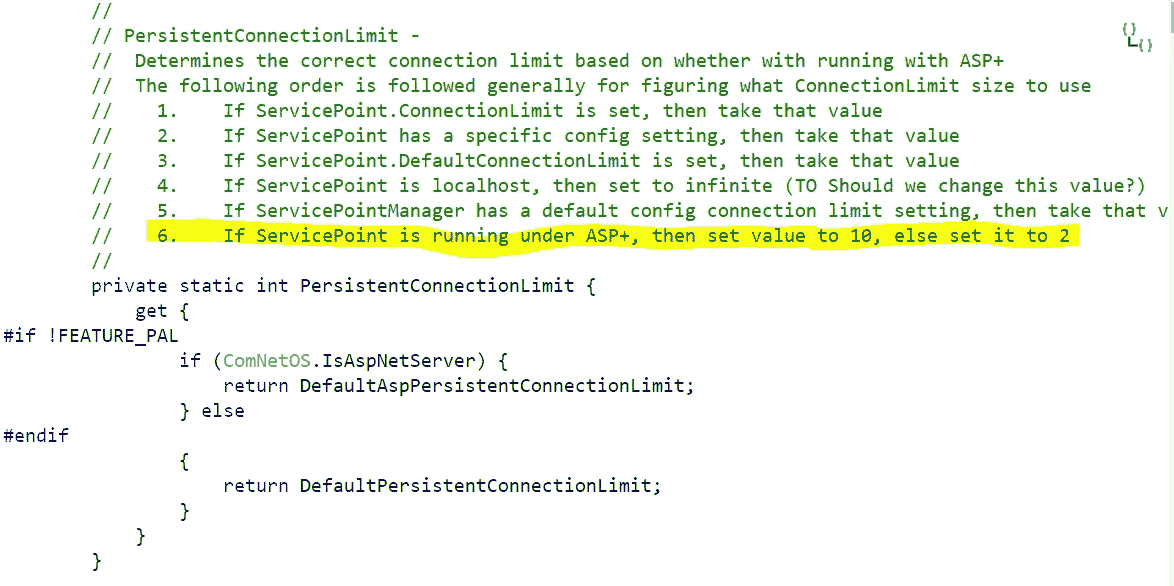 //
// PersistentConnectionLimit -
// Determines the correct connection limit based on whether with running with ASP+
// The following order is followed generally for figuring what ConnectionLimit size to use
// 1. If ServicePoint.ConnectionLimit is set, then take that value
// 2. If ServicePoint has a specific config setting, then take that value
// 3. If ServicePoint.DefaultConnectionLimit is set, then take that value
// 4. If ServicePoint is localhost, then set to infinite (TO Should we change this value?)
// 5. If ServicePointManager has a default config connection limit setting, then take that v
// 6. If ServicePoint is running under ASP+, then set value to 10, else set it to 2
//
private static int PersistentConnectionLimit {
get {
#if !FEATURE_PAL
if (ComNetOS.IsAspNetServer) {
return DefaultAspPersistentConnectionLimit;
} else
#endif
{
return DefaultPersistentConnectionLimit;
}
}
}